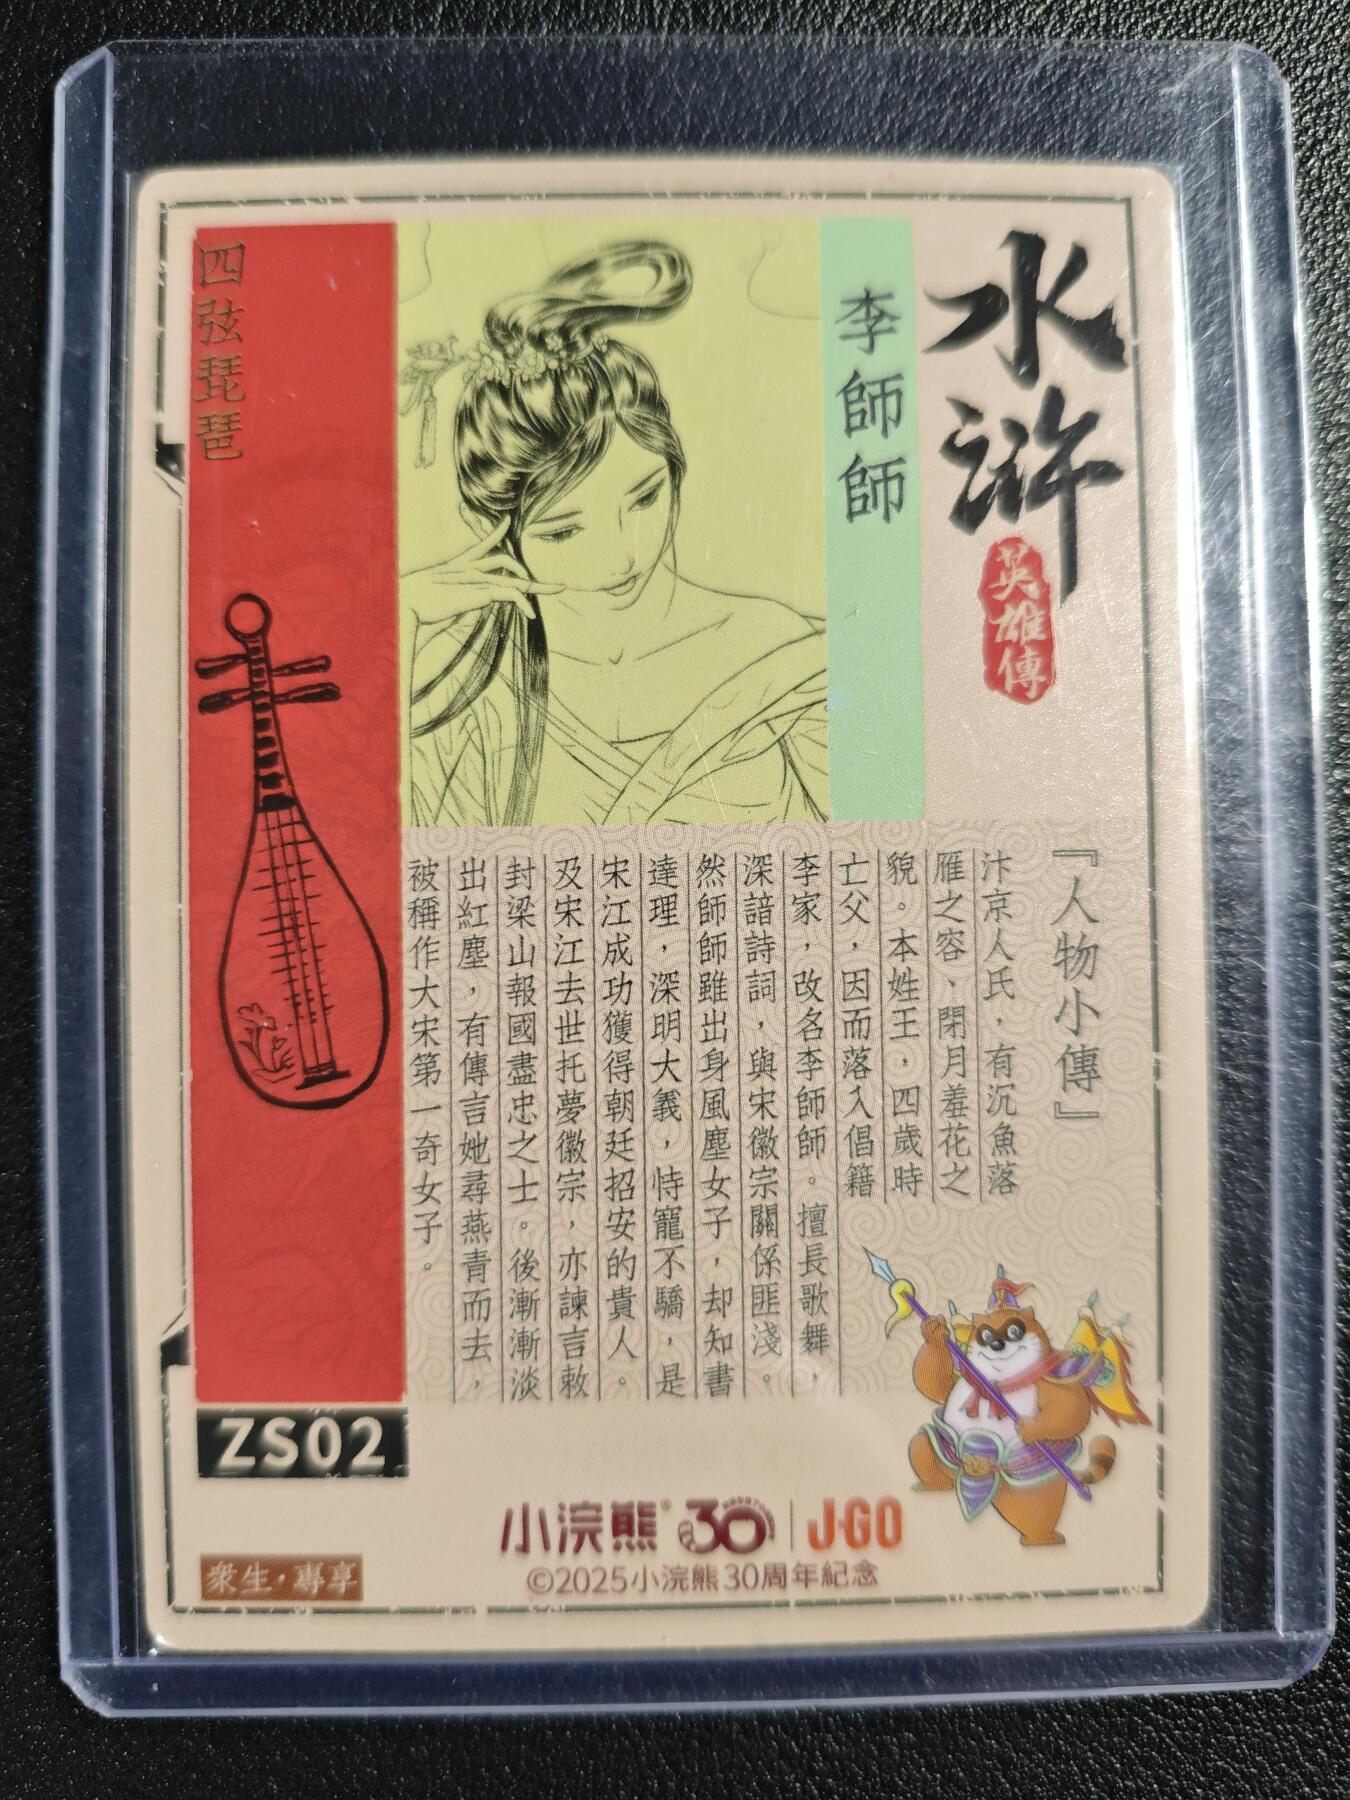 水滸
英雄傳
李師師
四弦琵琶
『人物小傳』
汴京人氏，有沉魚落
雁之容、閉月羞花之
貌。本姓王，四歲時
亡父，因而落入倡籍
李家，改名李師師。擅長歌舞，
深諳詩詞，與宋徽宗關係匪淺。
然師師雖出身風塵女子，却知書
達理，深明大義，恃寵不驕，是
宋江成功獲得朝廷招安的貴人。
及宋江去世托夢徽宗，亦諫言敕
封梁山報國盡忠之士。後漸漸淡
出紅塵，有傳言她尋燕青而去，
被稱作大宋第一奇女子。
ZS02
小浣熊® 30 | J·GO
©2025小浣熊30周年紀念
衆生·專享